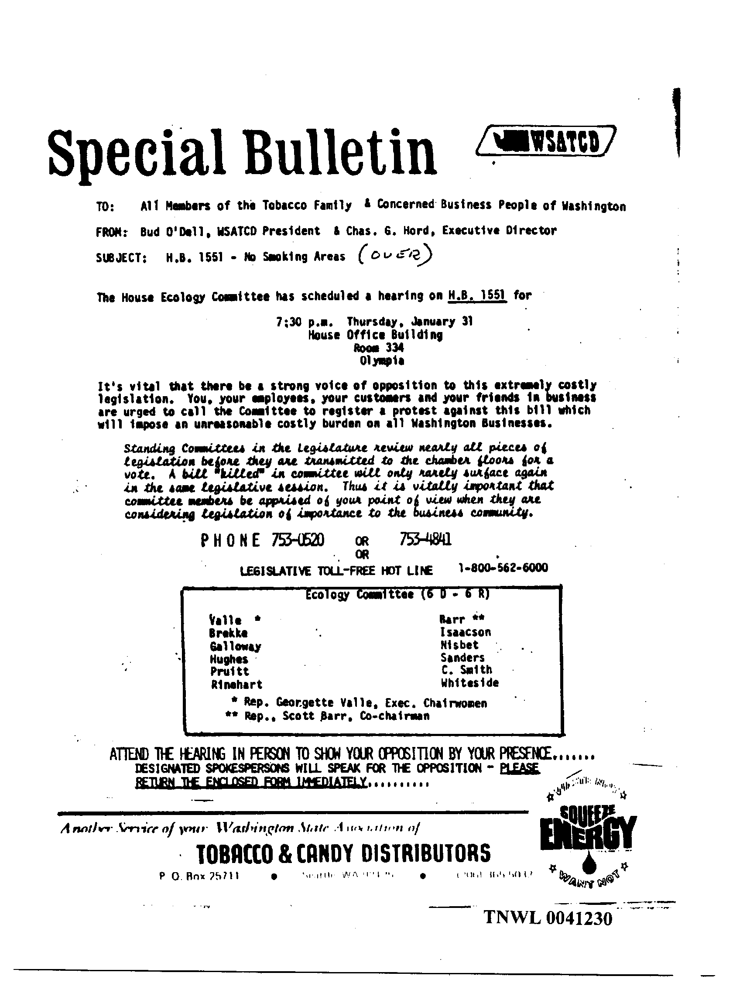 Special Bulletin
WSATCD
TO: All Members of the Tobacco Family & Concerned Business People of Washington
FROM: Bud O'Dell, WSATCD President & Chas. G. Hord, Executive Director
SUBJECT: H.B. 1551 - No Smoking Areas (OVER)
The House Ecology Committee has scheduled a hearing on H.B. 1551 for
7:30 p.m. Thursday, January 31
House Office Building
Room 334
Olympia
It's vital that there be a strong voice of opposition to this extremely costly
legislation. You, your employees, your customers and your friends in business
are urged to call the Committee to register a protest against this bill which
will impose an unreasonable costly burden on all Washington Businesses.
Standing Committees in the Legislature review nearly all pieces of
legislation before they are transmitted to the chamber floors for a
vote. A bill "killed" in committee will only rarely surface again
in the same legislative session. Thus it is vitally important that
committee members be apprised of your point of view when they are
considering legislation of importance to the business community.
PHONE 753-0520 OR 753-4841
OR
LEGISLATIVE TOLL-FREE HOT LINE 1-800-562-6000
Ecology Committee (6 D - 6 R)
Valle * Barr **
Brekke Isaacson
Galloway Nisbet
Hughes Sanders
Pruitt C. Smith
Rinehart Whiteside
* Rep. Georgette Valle, Exec. Chairwomen
** Rep., Scott Barr, Co-chairman
ATTEND THE HEARING IN PERSON TO SHOW YOUR OPPOSITION BY YOUR PRESENCE.......
DESIGNATED SPOKESPERSONS WILL SPEAK FOR THE OPPOSITION - PLEASE
RETURN THE ENCLOSED FORM IMMEDIATELY..........
Another Service of your Washington State Association of
TOBACCO & CANDY DISTRIBUTORS
P. O. Box 25711 • Seattle, WA •
SQUEEZE
ENERGY
WANT NOT
TNWL 0041230